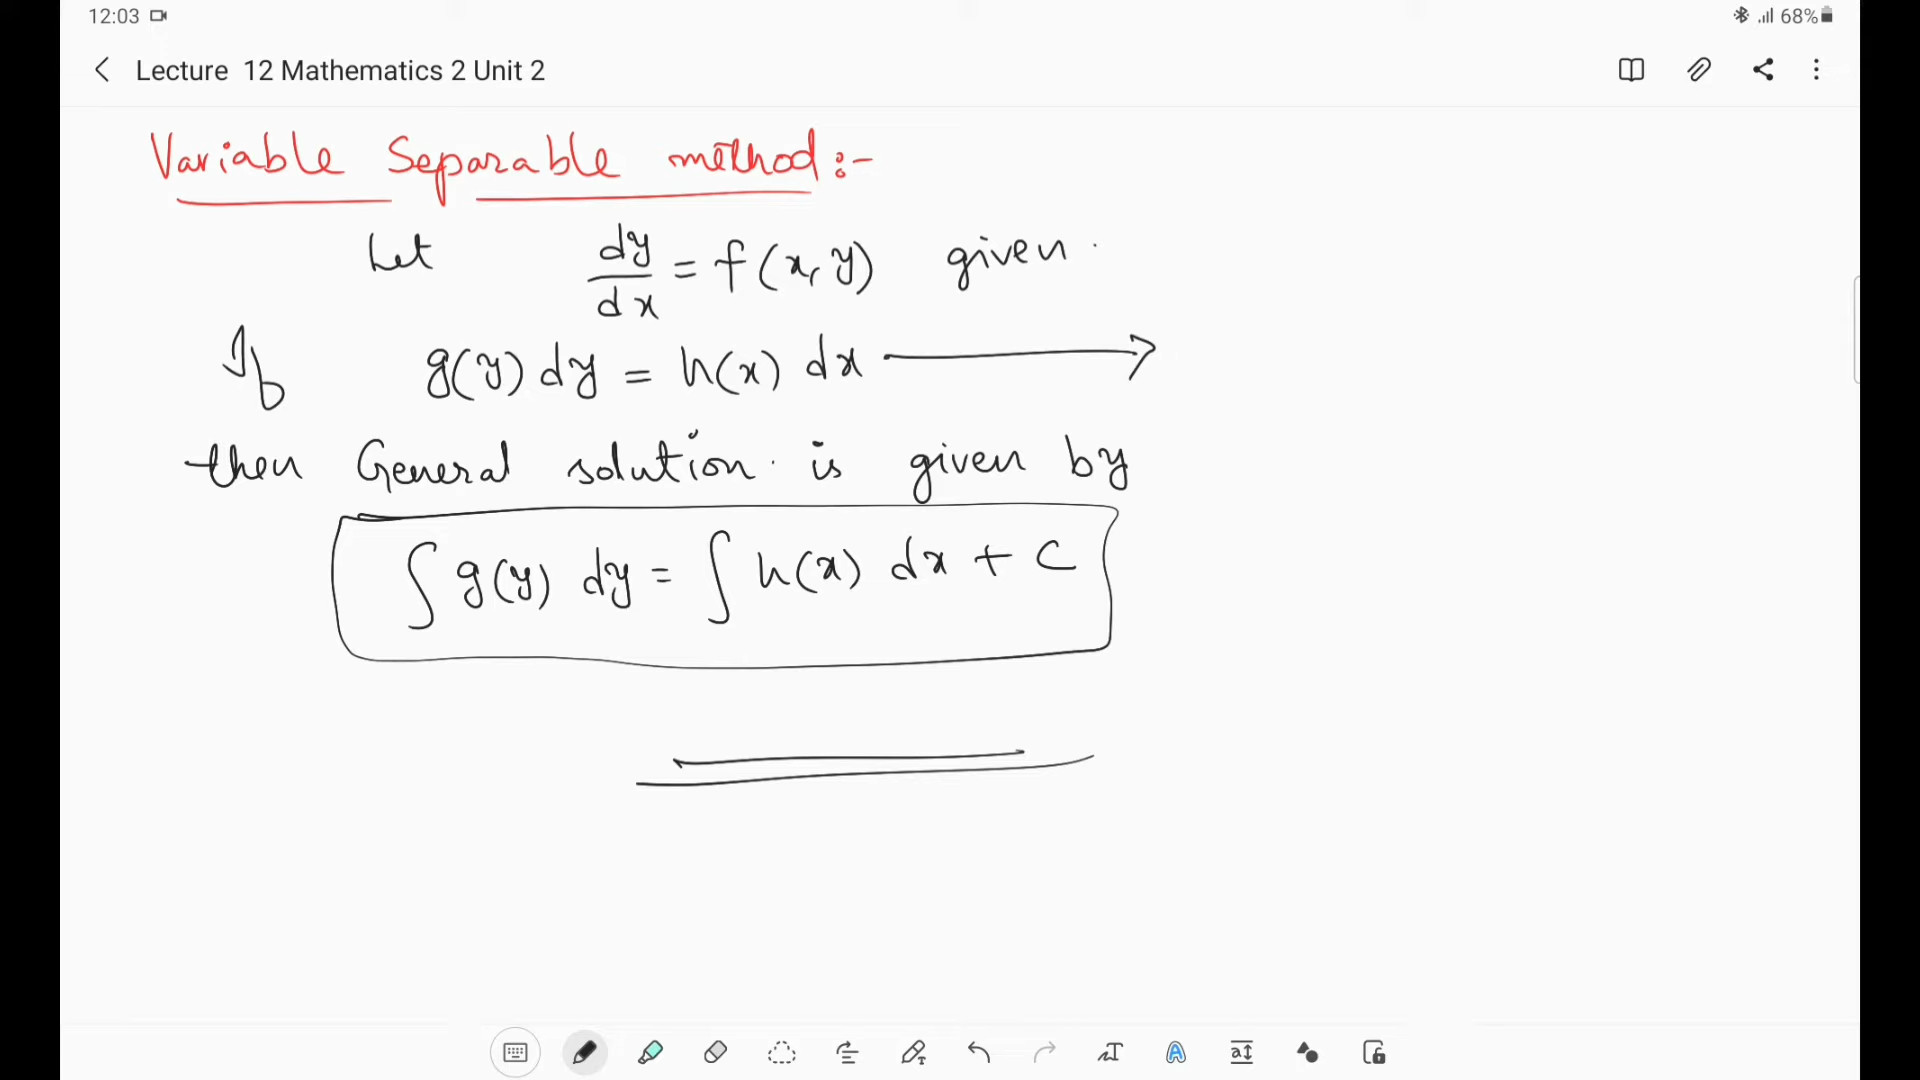 12:03 68%
Lecture 12 Mathematics 2 Unit 2
Variable Separable method:-
Let dy/dx = f(x, y) given.
If g(y) dy = h(x) dx ⟶
then General solution is given by
∫ g(y) dy = ∫ h(x) dx + C